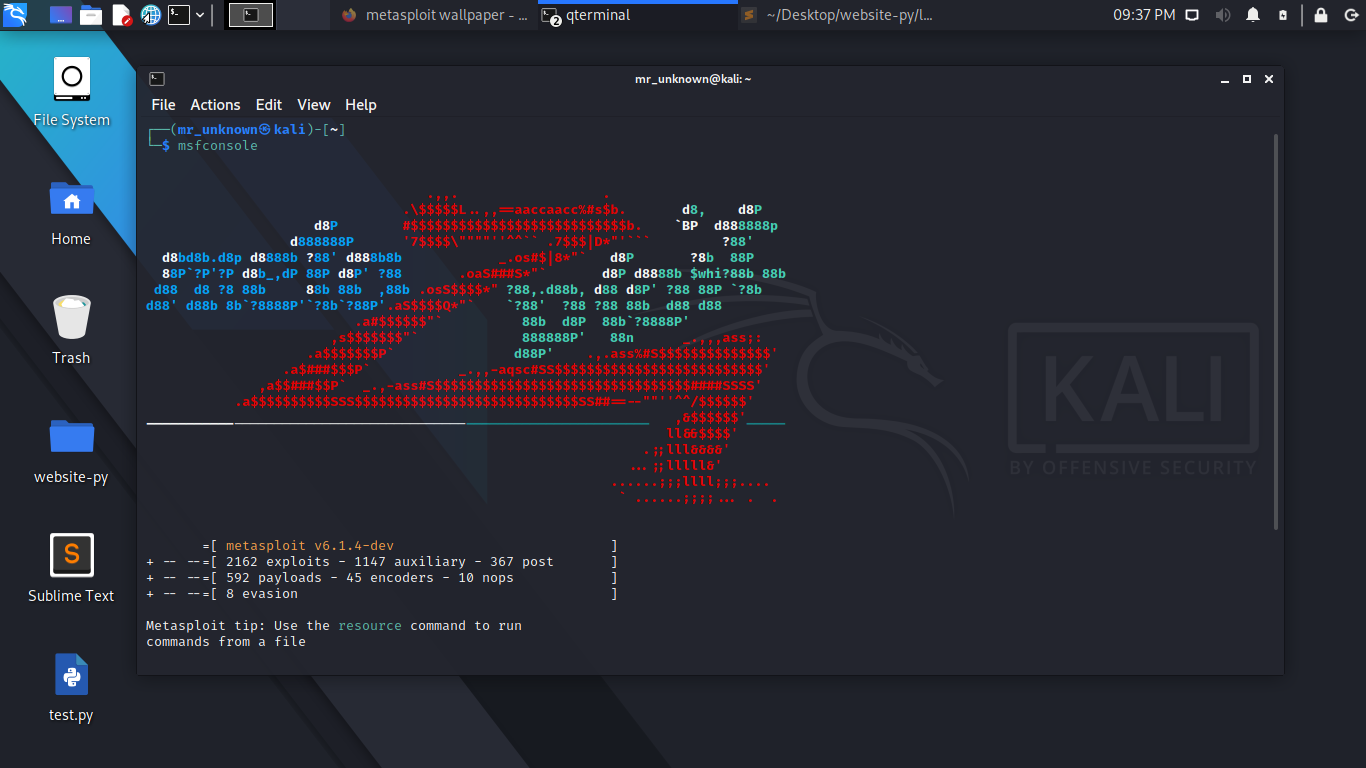 metasploit wallpaper - ...
2
qterminal
~/Desktop/website-py/l...
09:37 PM
mr_unknown@kali: ~
File Actions Edit View Help
┌──(mr_unknown㉿kali)-[~]
└─$ msfconsole
=[ metasploit v6.1.4-dev ]
+ -- --=[ 2162 exploits - 1147 auxiliary - 367 post ]
+ -- --=[ 592 payloads - 45 encoders - 10 nops ]
+ -- --=[ 8 evasion ]
Metasploit tip: Use the resource command to run
commands from a file
KALI
BY OFFENSIVE SECURITY
File System
Home
Trash
website-py
S
Sublime Text
test.py